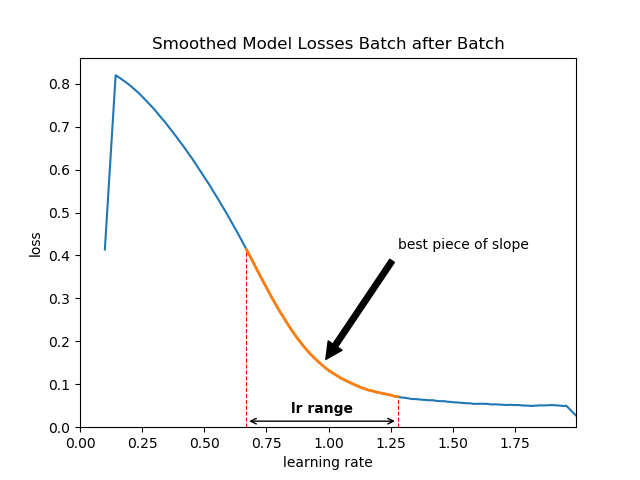 Smoothed Model Losses Batch after Batch
0.8
0.7
0.6
0.5
0.4
0.3
0.2
0.1
0.0
loss
best piece of slope
lr range
0.00 0.25 0.50 0.75 1.00 1.25 1.50 1.75
learning rate